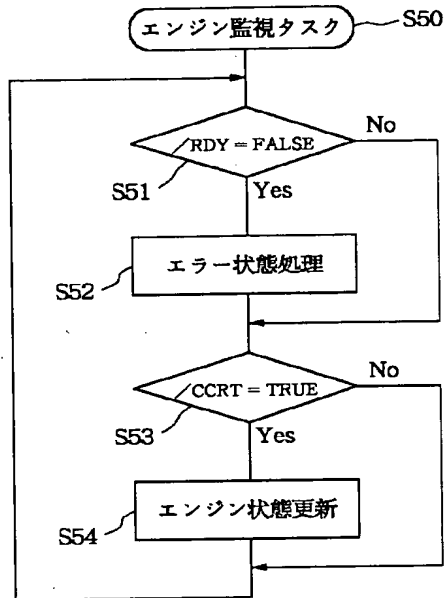 エンジン監視タスク
S50
/RDY = FALSE
No
S51
Yes
エラー状態処理
S52
/CCRT = TRUE
No
S53
Yes
エンジン状態更新
S54